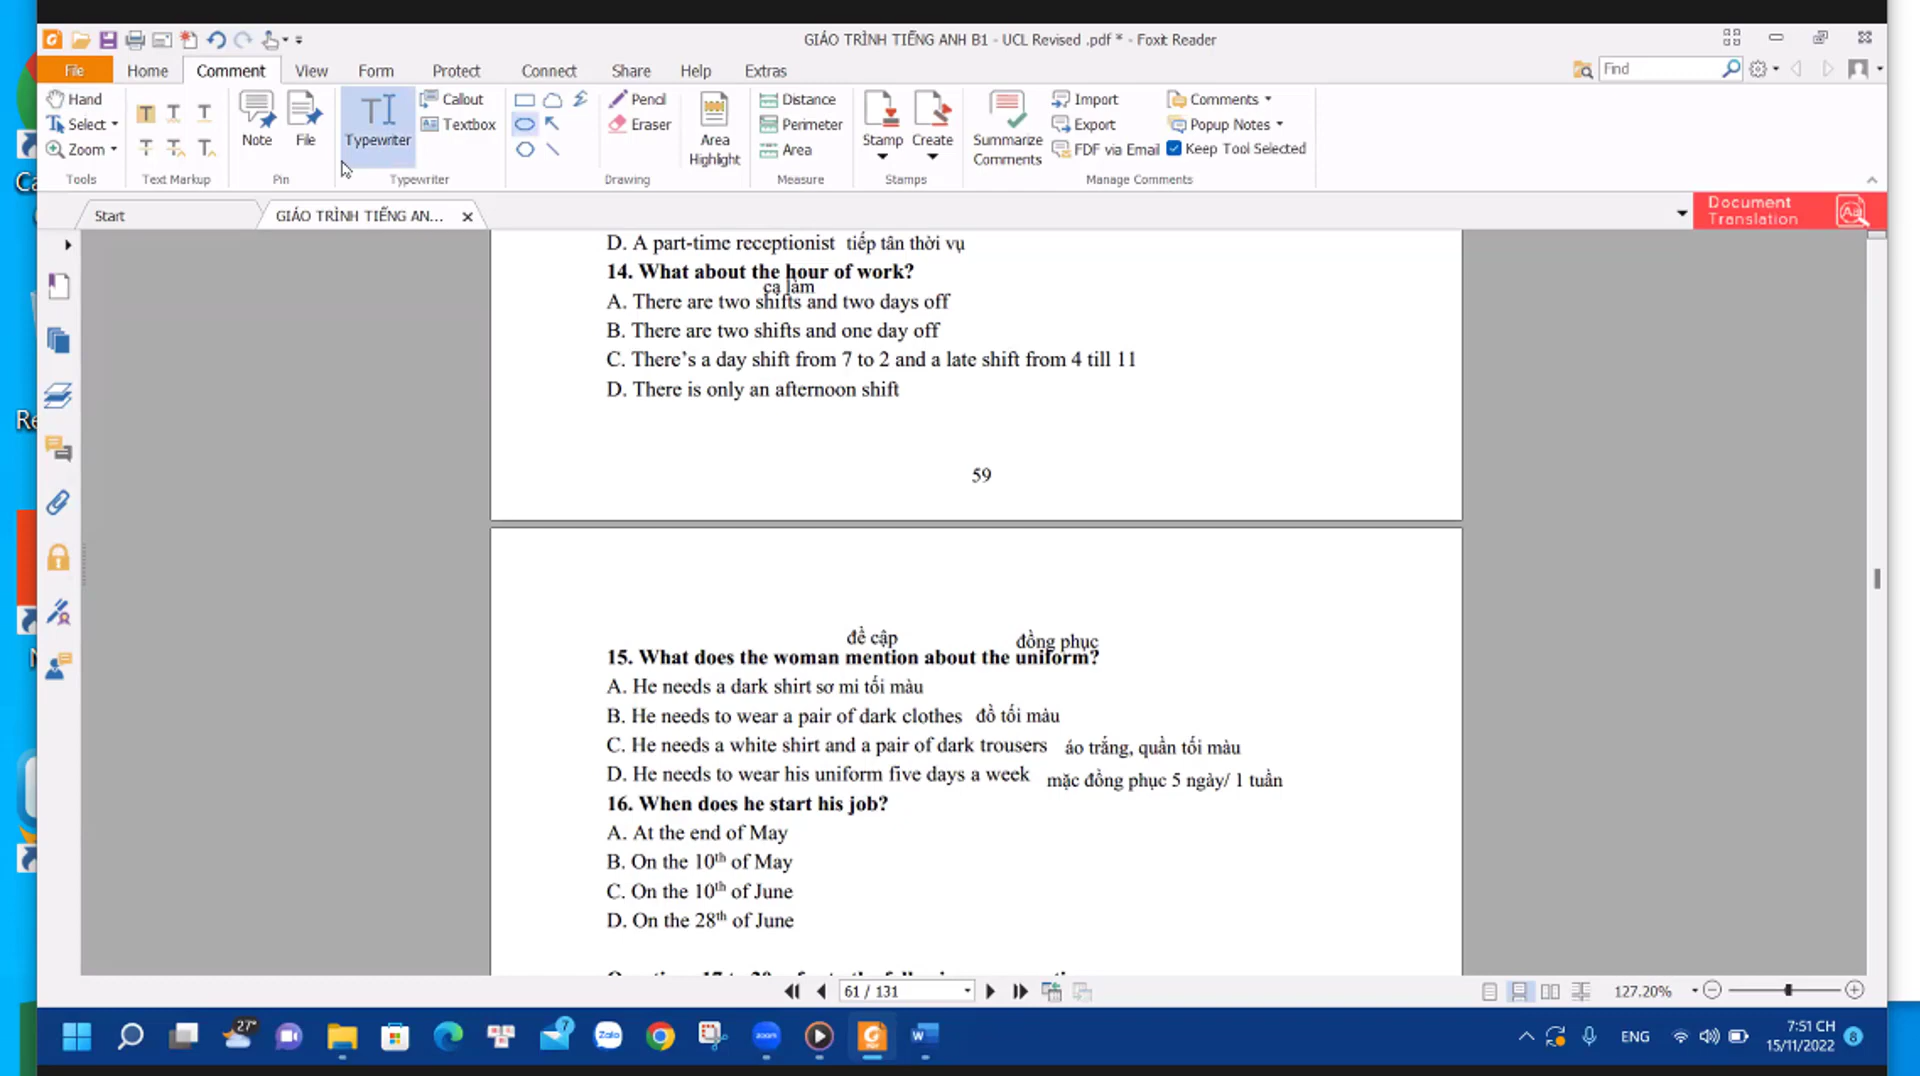 GIÁO TRÌNH TIẾNG ANH B1 - UCL Revised .pdf * - Foxit Reader
File Home Comment View Form Protect Connect Share Help Extras
Find
Hand
Select
Zoom
Tools
Text Markup
Note
File
Pin
Typewriter
Callout
Textbox
Typewriter
Pencil
Eraser
Drawing
Area
Highlight
Distance
Perimeter
Area
Measure
Stamp
Create
Stamps
Summarize
Comments
Import
Export
FDF via Email
Comments
Popup Notes
Keep Tool Selected
Manage Comments
Start
GIÁO TRÌNH TIẾNG AN...
Document
Translation
D. A part-time receptionist tiếp tân thời vụ
14. What about the hour of work?
ca làm
A. There are two shifts and two days off
B. There are two shifts and one day off
C. There's a day shift from 7 to 2 and a late shift from 4 till 11
D. There is only an afternoon shift
59
đề cập đồng phục
15. What does the woman mention about the uniform?
A. He needs a dark shirt sơ mi tối màu
B. He needs to wear a pair of dark clothes đồ tối màu
C. He needs a white shirt and a pair of dark trousers áo trắng, quần tối màu
D. He needs to wear his uniform five days a week mặc đồng phục 5 ngày/ 1 tuần
16. When does he start his job?
A. At the end of May
B. On the 10th of May
C. On the 10th of June
D. On the 28th of June
61 / 131
127.20%
27°
7
Zalo
zoom
ENG
7:51 CH
15/11/2022
8